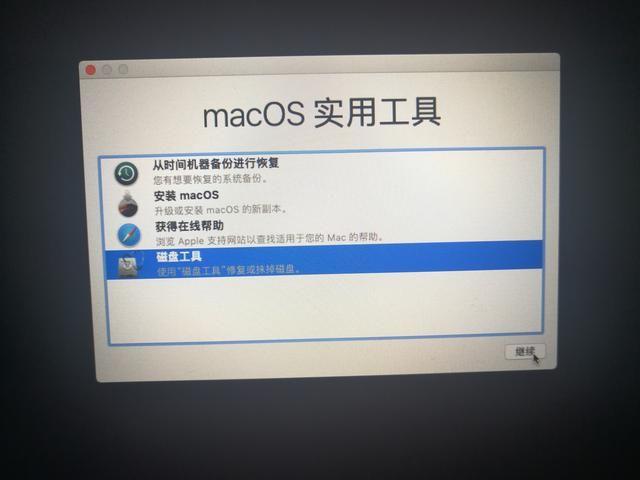 macOS 实用工具
从时间机器备份进行恢复
您有想要恢复的系统备份。
安装 macOS
升级或安装 macOS 的新副本。
获得在线帮助
浏览 Apple 支持网站以查找适用于您的 Mac 的帮助。
磁盘工具
使用“磁盘工具”修复或抹掉磁盘。
继续